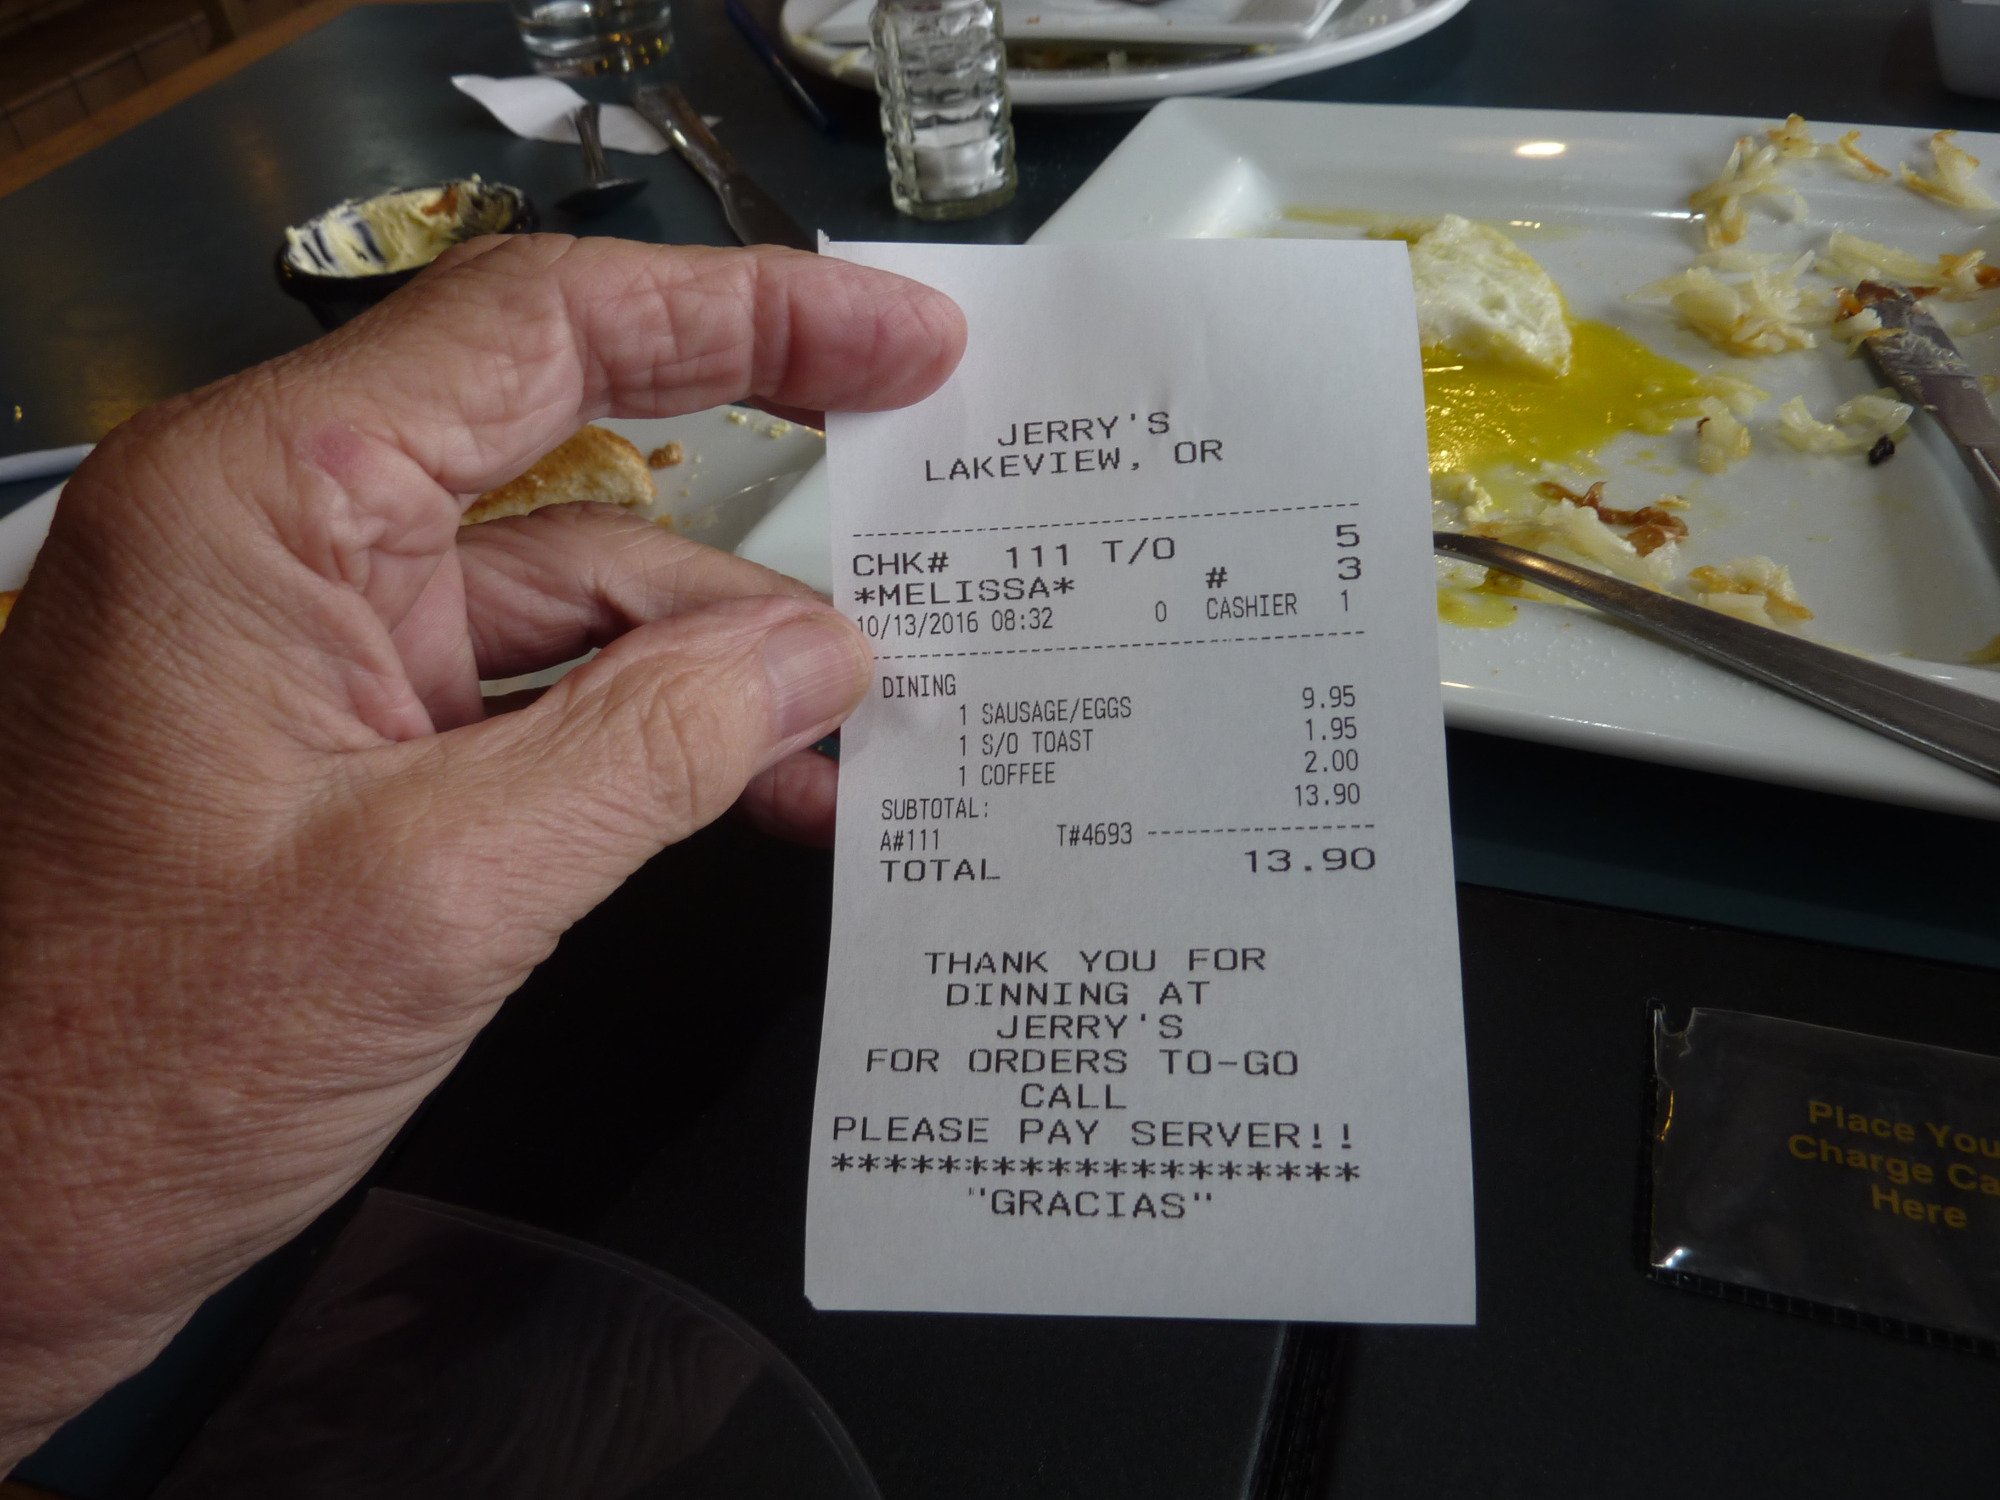 JERRY'S
LAKEVIEW, OR
CHK# 111 T/O 5
*MELISSA* # 3
10/13/2016 08:32 0 CASHIER 1
DINING
1 SAUSAGE/EGGS 9.95
1 S/O TOAST 1.95
1 COFFEE 2.00
SUBTOTAL: 13.90
A#111 T#4693
TOTAL 13.90
THANK YOU FOR
DINNING AT
JERRY'S
FOR ORDERS TO-GO
CALL
PLEASE PAY SERVER!!
********************
"GRACIAS"
Place You
Charge Ca
Here